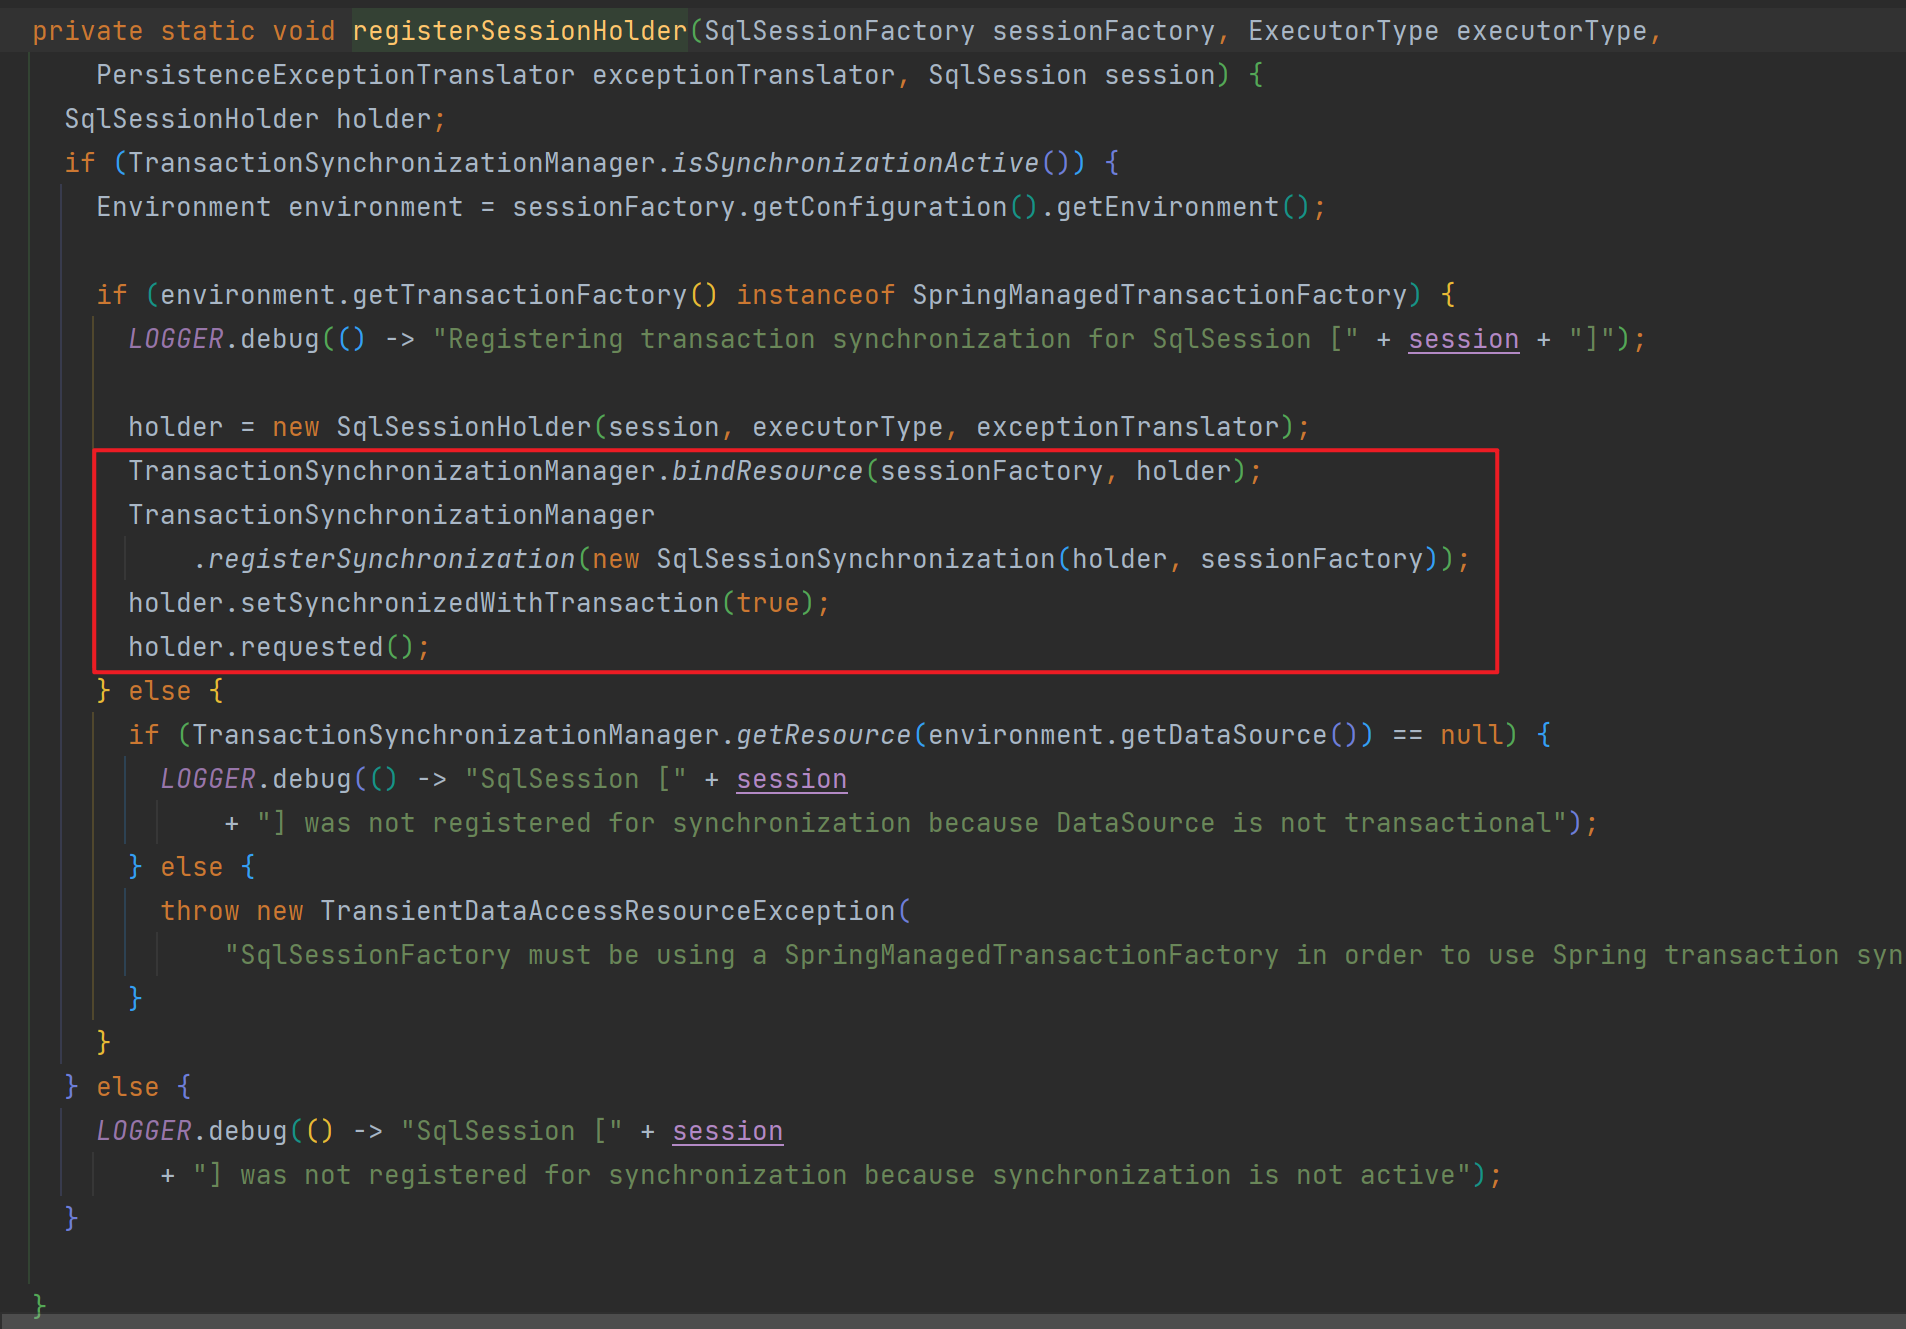 private static void registerSessionHolder(SqlSessionFactory sessionFactory, ExecutorType executorType,
PersistenceExceptionTranslator exceptionTranslator, SqlSession session) {
SqlSessionHolder holder;
if (TransactionSynchronizationManager.isSynchronizationActive()) {
Environment environment = sessionFactory.getConfiguration().getEnvironment();
if (environment.getTransactionFactory() instanceof SpringManagedTransactionFactory) {
LOGGER.debug(() -> "Registering transaction synchronization for SqlSession [" + session + "]");
holder = new SqlSessionHolder(session, executorType, exceptionTranslator);
TransactionSynchronizationManager.bindResource(sessionFactory, holder);
TransactionSynchronizationManager
.registerSynchronization(new SqlSessionSynchronization(holder, sessionFactory));
holder.setSynchronizedWithTransaction(true);
holder.requested();
} else {
if (TransactionSynchronizationManager.getResource(environment.getDataSource()) == null) {
LOGGER.debug(() -> "SqlSession [" + session
+ "] was not registered for synchronization because DataSource is not transactional");
} else {
throw new TransientDataAccessResourceException(
"SqlSessionFactory must be using a SpringManagedTransactionFactory in order to use Spring transaction syn
}
}
} else {
LOGGER.debug(() -> "SqlSession [" + session
+ "] was not registered for synchronization because synchronization is not active");
}
}